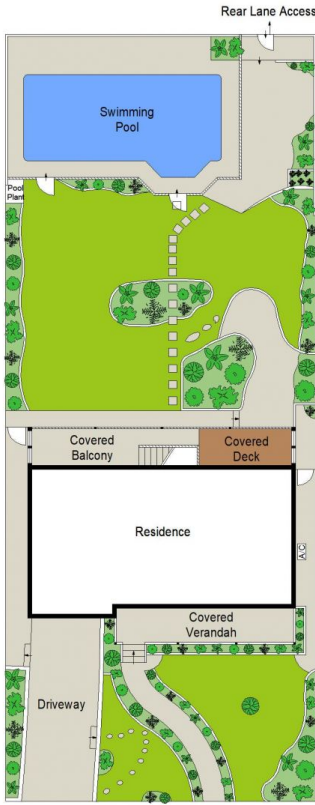 Rear Lane Access
Swimming
Pool
Pool
Plant
Covered
Balcony
Covered
Deck
Residence
A.C
Covered
Verandah
Driveway